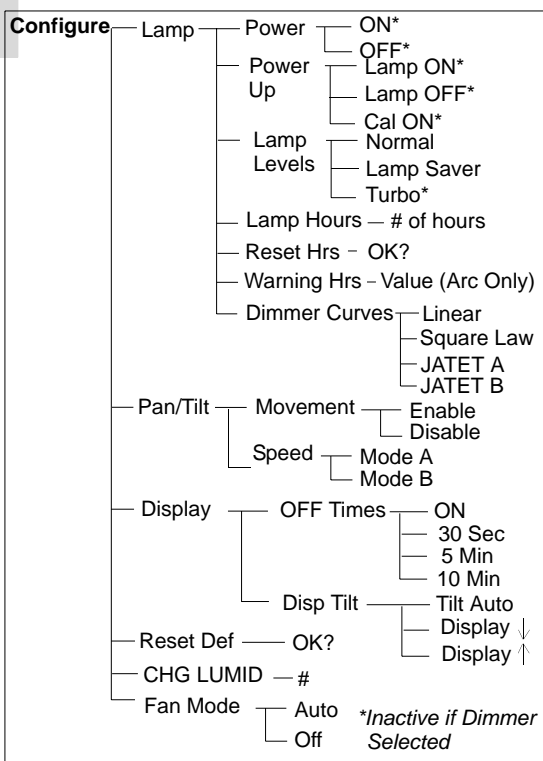 Configure Lamp Power ON*
OFF*
Power Up Lamp ON*
Lamp OFF*
Cal ON*
Lamp Levels Normal
Lamp Saver
Turbo*
Lamp Hours # of hours
Reset Hrs OK?
Warning Hrs Value (Arc Only)
Dimmer Curves Linear
Square Law
JATET A
JATET B
Pan/Tilt Movement Enable
Disable
Speed Mode A
Mode B
Display OFF Times ON
30 Sec
5 Min
10 Min
Disp Tilt Tilt Auto
Display ↓
Display ↑
Reset Def OK?
CHG LUMID #
Fan Mode Auto
Off
*Inactive if Dimmer
Selected